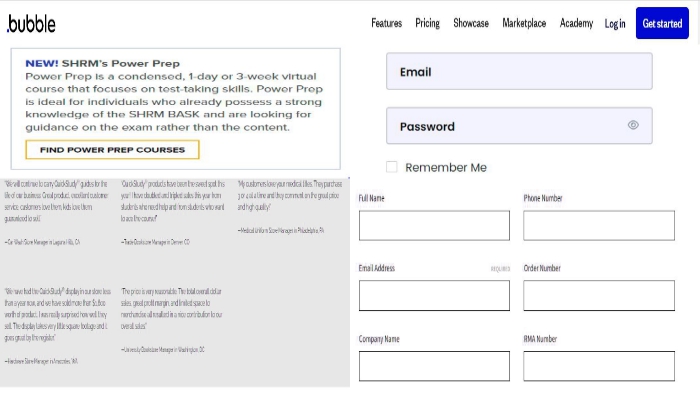 .bubble
Features Pricing Showcase Marketplace Academy Log in Get started
NEW! SHRM's Power Prep
Power Prep is a condensed, 1-day or 3-week virtual
course that focuses on test-taking skills. Power Prep
is ideal for individuals who already possess a strong
knowledge of the SHRM BASK and are looking for
guidance on the exam rather than the content.
FIND POWER PREP COURSES
Email
Password
Remember Me
"We will continue to carry QuickStudy® guides for the
life of our business. Great product, excellent customer
service, customers love them, kids love them,
guaranteed to sell."
—Car Wash Store Manager in Laguna Hills, CA
"QuickStudy® products have been the sweet spot this
year! I have doubled and tripled sales this year from
students who need help and from students who want
to ace the course!"
—Trade Bookstore Manager in Denver, CO
"My customers love your medical titles. They purchase
3 or 4 at a time and they comment on the great price
and high quality."
—Medical Uniform Store Manager in Philadelphia, PA
"We have had the QuickStudy® display in our store less
than a year now, and we have sold more than $1,800
worth of product. I was really surprised how well they
sell. The display takes very little square footage and it
goes great by the register."
—Hardware Store Manager in Anacortes, WA
"The price is very reasonable. The total overall dollar
sales, great profit margin, and limited space to
merchandise all resulted in a nice contribution to our
overall sales."
—University Bookstore Manager in Washington, DC
Full Name
Phone Number
Email Address REQUIRED
Order Number
Company Name
RMA Number